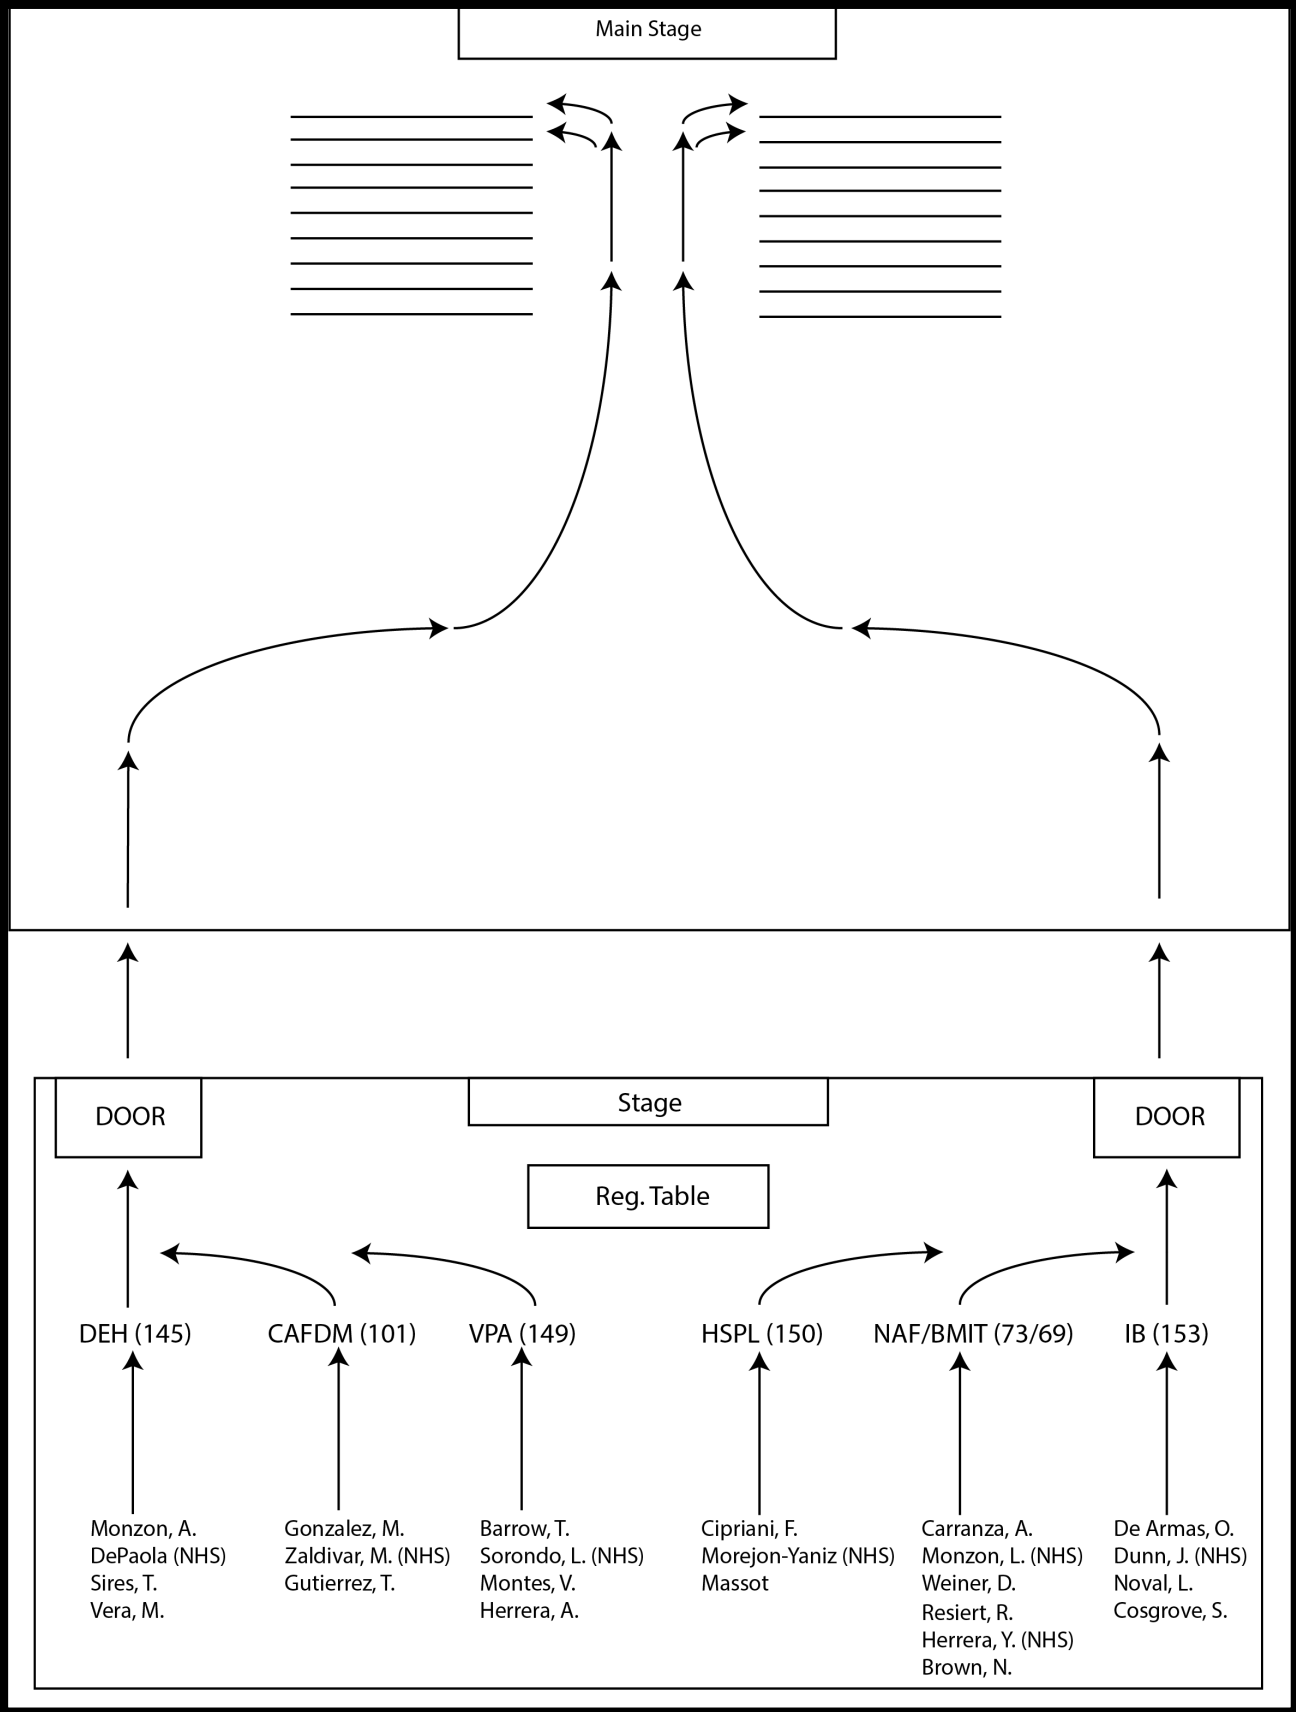 Main Stage
DOOR
Stage
DOOR
Reg. Table
DEH (145)
CAFDM (101)
VPA (149)
HSPL (150)
NAF/BMIT (73/69)
IB (153)
Monzon, A.
DePaola (NHS)
Sires, T.
Vera, M.
Gonzalez, M.
Zaldivar, M. (NHS)
Gutierrez, T.
Barrow, T.
Sorondo, L. (NHS)
Montes, V.
Herrera, A.
Cipriani, F.
Morejon-Yaniz (NHS)
Massot
Carranza, A.
Monzon, L. (NHS)
Weiner, D.
Resiert, R.
Herrera, Y. (NHS)
Brown, N.
De Armas, O.
Dunn, J. (NHS)
Noval, L.
Cosgrove, S.